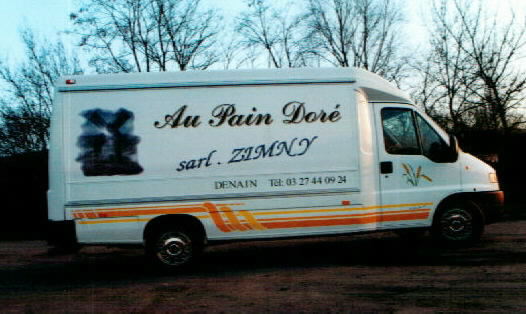 Au Pain Doré
sarl. ZIMNY
DENAIN Tél: 03 27 44 09 24